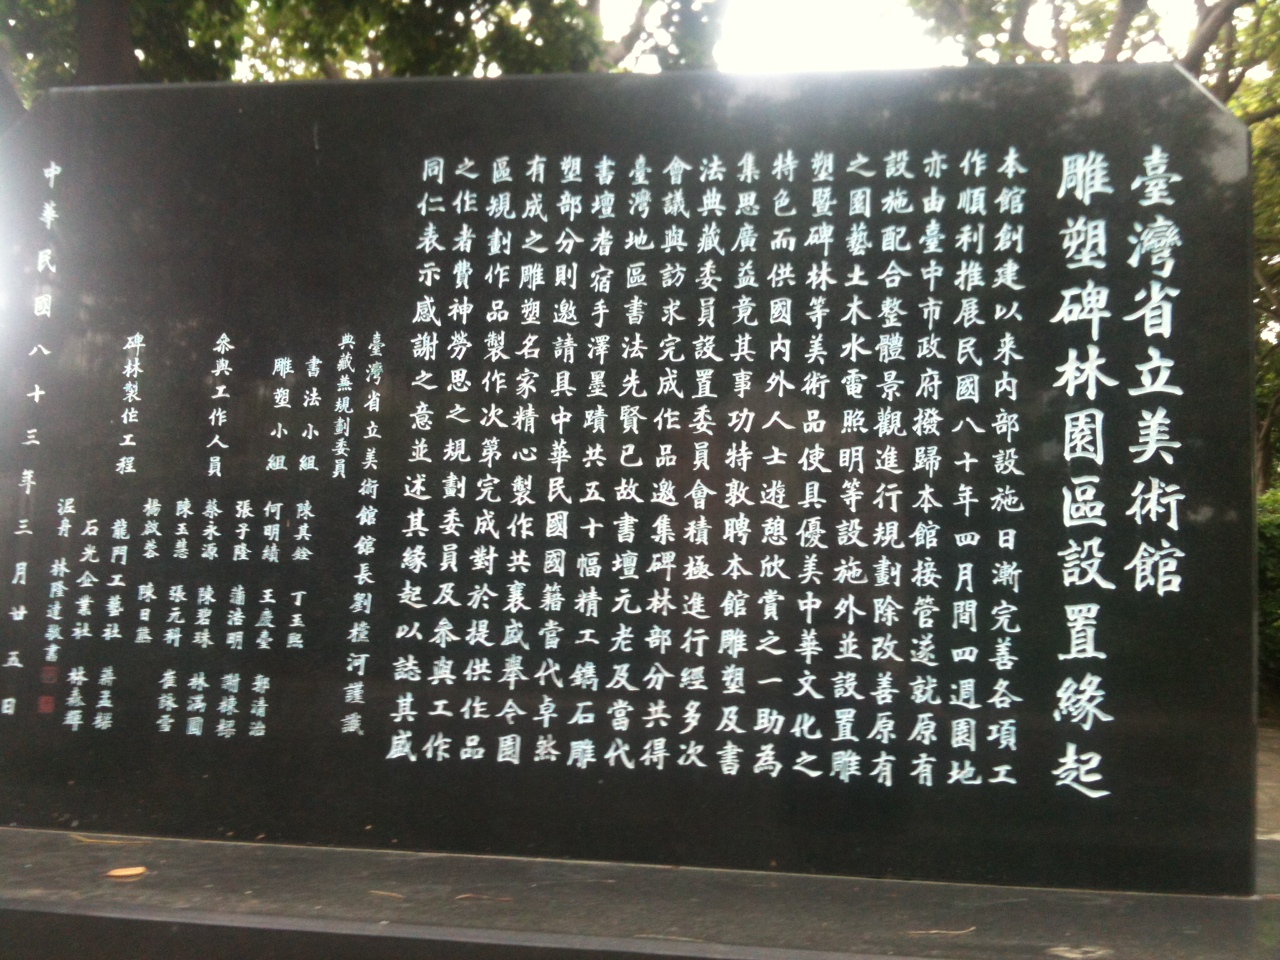 臺灣省立美術館
雕塑碑林園區設置緣起
本館創建以来內部設施日漸完善各項工
作順利推展民國八十年四月間四週園地
亦由臺中市政府撥歸本館接管遂就原有
設施配合整體景觀進行規劃除改善原有
之園藝土木水電照明等設施外並設置雕
塑暨碑林等美術品使具優美中華文化之
特色而供國內外人士遊憩欣賞之一助為
集思廣益竟其事功特敦聘本館雕塑及書
法典藏委員設置委員會積極進行經多次
會議與訪求完成作品邀集碑林部分共得
臺灣地區書法先賢已故書壇元老及當代
書壇耆宿手澤墨蹟共五十幅精工鐫石雕
塑部分則邀請具中華民國國籍當代卓然
有成之雕塑名家精心製作共襄盛舉今園
區規劃作品製作次第完成對於提供作品
之作者費神勞思之規劃委員及參與工作
同仁表示感謝之意並述其緣起以誌其盛
臺灣省立美術館館長劉檀河謹識
典藏兼規劃委員
書法小組 陳其銓 丁玉熙
雕塑小組 何明績 王慶臺 郭清治
張子隆 蒲浩明 謝棟樑
參與工作人員 蔡永源 陳碧珠 林滿圓
陳玉慧 張元科 崔詠雪
楊啟蓉 陳日熊
碑林製作工程 龍門工藝社 蔣孟樑
石光企業社 林春輝
涊身 林隆達敬書
中華民國八十三年三月廿五日